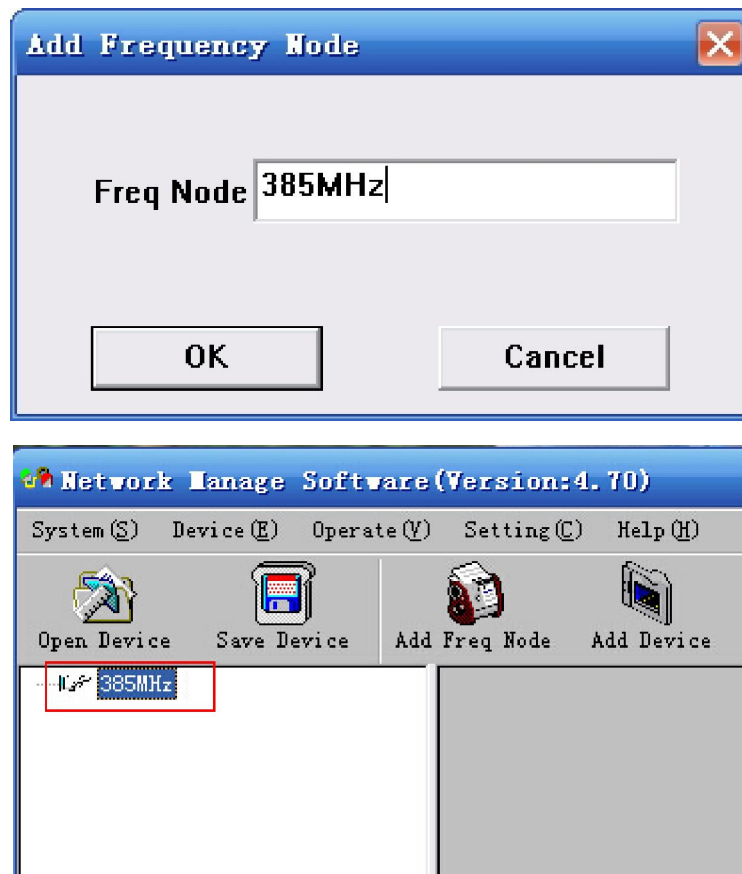 Add Frequency Node
Freq Node 385MHz
OK Cancel
Network Manage Software(Version:4.70)
System(S) Device(E) Operate(V) Setting(C) Help(H)
Open Device Save Device Add Freq Node Add Device
385MHz